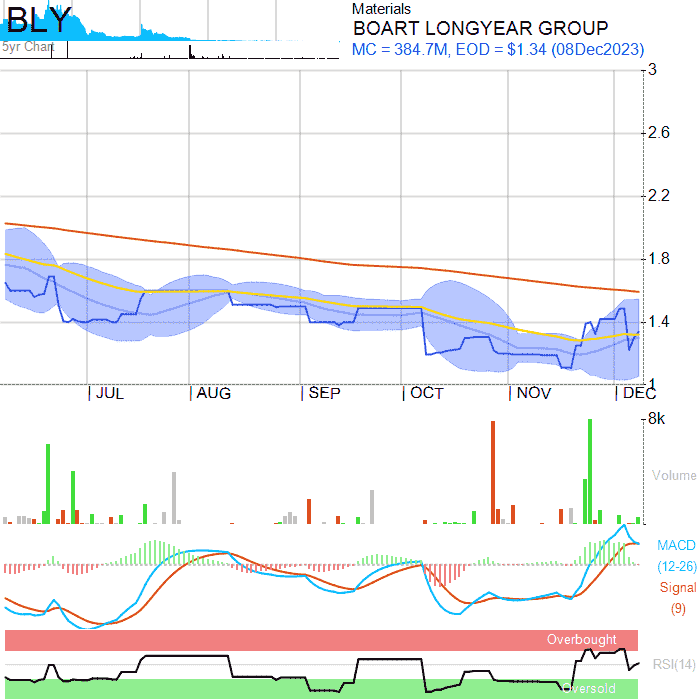 BLY
5yr Chart
Materials
BOART LONGYEAR GROUP
MC = 384.7M, EOD = $1.34 (08Dec2023)
3
2.6
2.2
1.8
1.4
1
JUL
AUG
SEP
OCT
NOV
DEC
8k
Volume
MACD
(12-26)
Signal
(9)
Overbought
RSI(14)
Oversold